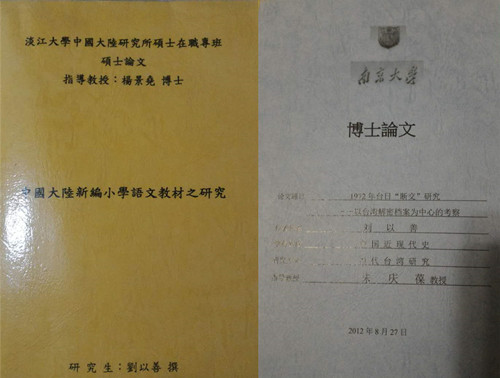 淡江大學中國大陸研究所碩士在職專班
碩士論文
指導教授：楊景堯 博士
中國大陸新編小學語文教材之研究
研究生：劉以善 撰
南京大学
博士論文
1972年台日“断交”研究
以台湾解密档案为中心的考察
刘以善
中国近现代史
代台湾研究
朱庆葆 教授
2012年8月27日